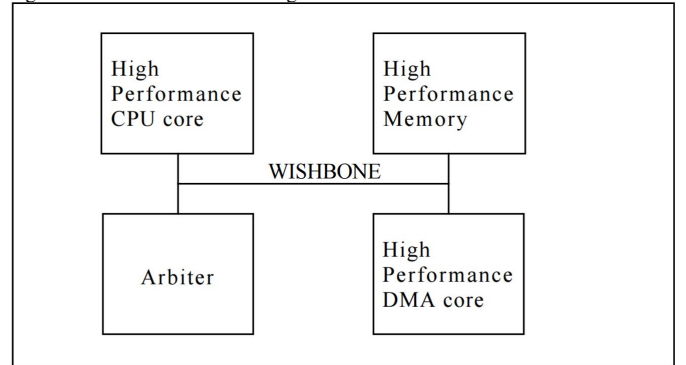 High
Performance
CPU core
High
Performance
Memory
WISHBONE
Arbiter
High
Performance
DMA core